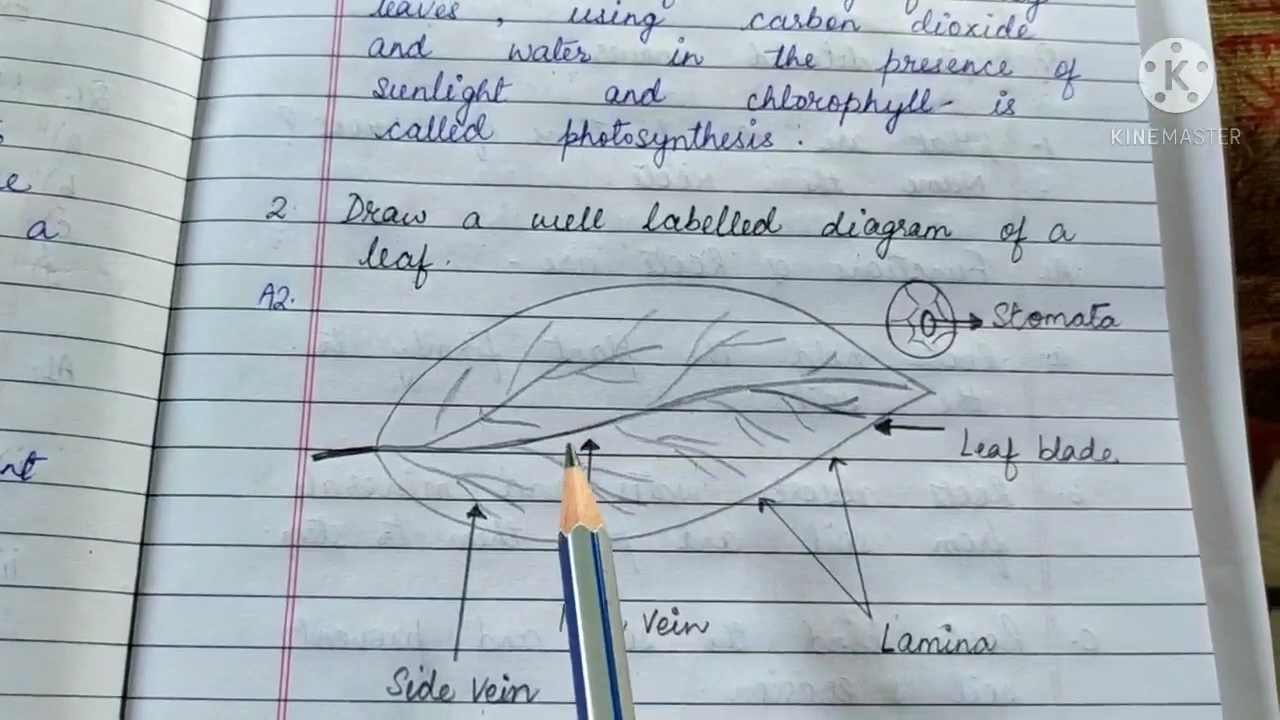 leaves, using carbon dioxide
and water in the presence of
sunlight and chlorophyll- is
called photosynthesis.
e
a
2. Draw a well labelled diagram of a
leaf.
A2.
Stomata
Leaf blade
nt
vein
Lamina
Side vein
KINEMASTER